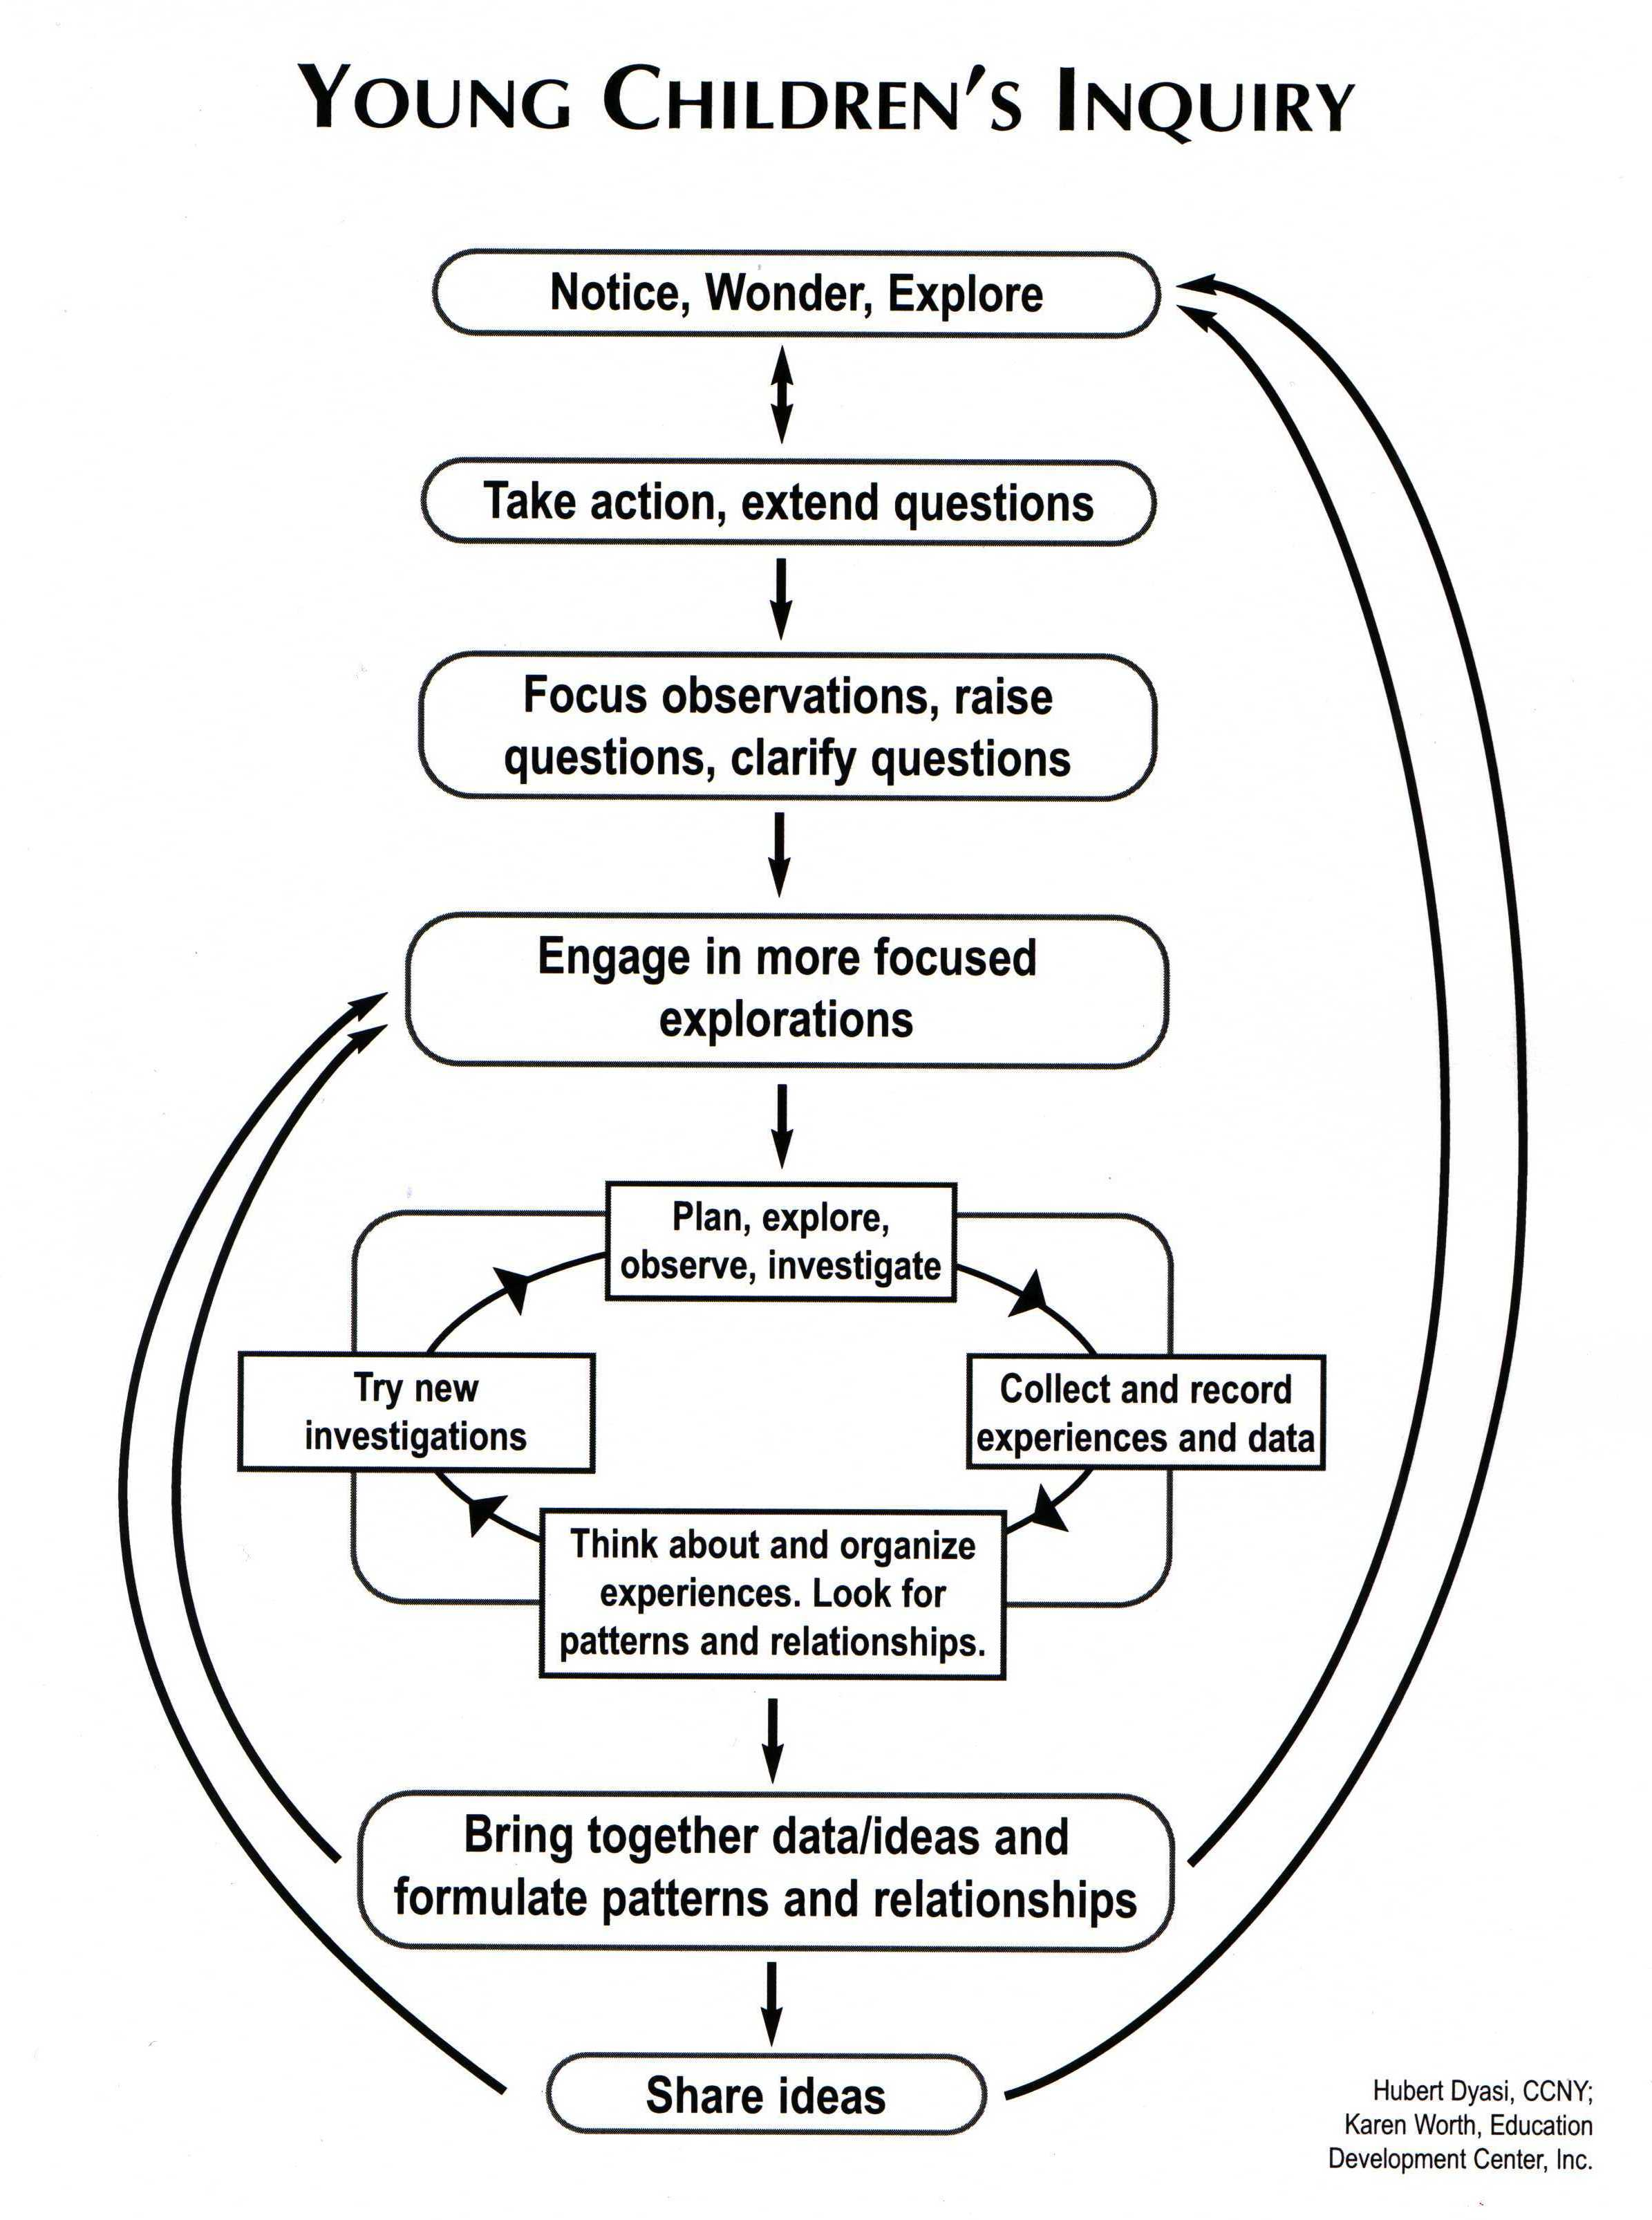 YOUNG CHILDREN'S INQUIRY
Notice, Wonder, Explore
Take action, extend questions
Focus observations, raise
questions, clarify questions
Engage in more focused
explorations
Plan, explore,
observe, investigate
Try new
investigations
Collect and record
experiences and data
Think about and organize
experiences. Look for
patterns and relationships.
Bring together data/ideas and
formulate patterns and relationships
Share ideas
Hubert Dyasi, CCNY;
Karen Worth, Education
Development Center, Inc.